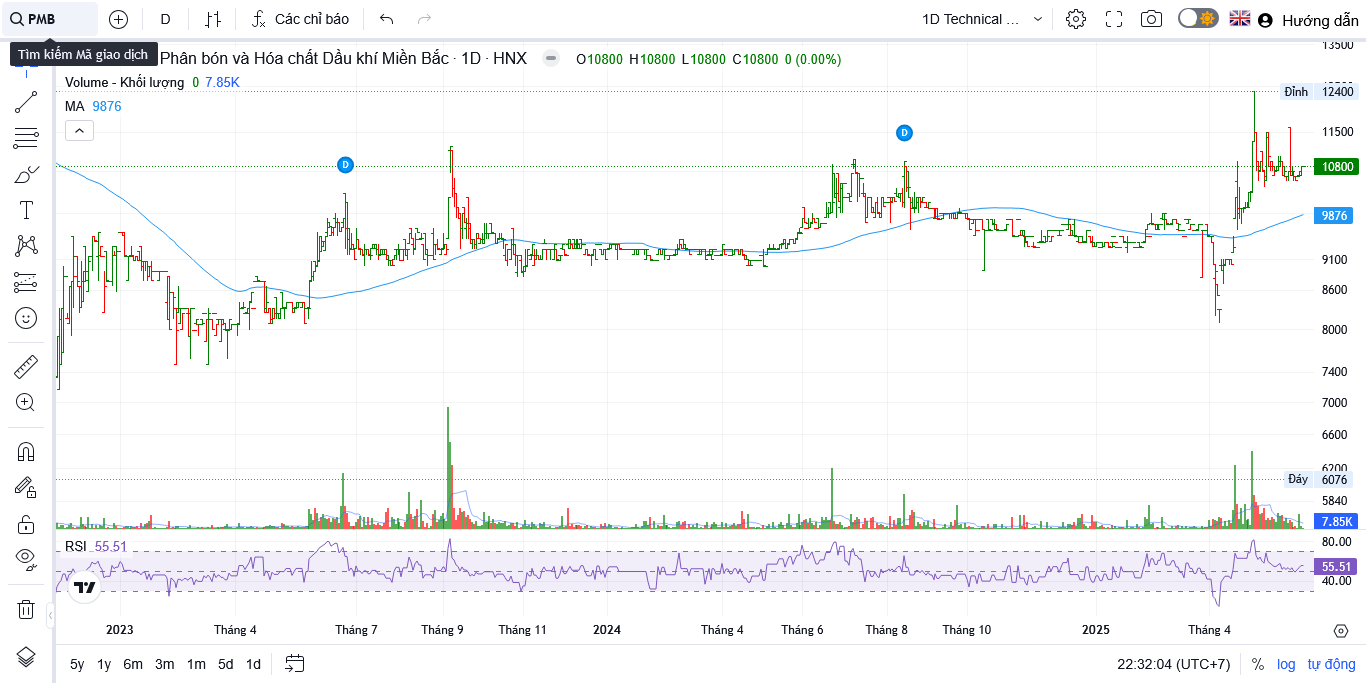 PMB D Các chỉ báo 1D Technical ... Hướng dẫn
Tìm kiếm Mã giao dịch
Phân bón và Hóa chất Dầu khí Miền Bắc · 1D · HNX O10800 H10800 L10800 C10800 0 (0.00%)
Volume - Khối lượng 0 7.85K
MA 9876
13500
Đỉnh 12400
11500
10800
9876
9100
8600
8000
7400
7000
6600
6200
Đáy 6076
5840
7.85K
D
D
RSI 55.51
80.00
55.51
40.00
2023 Tháng 4 Tháng 7 Tháng 9 Tháng 11 2024 Tháng 4 Tháng 6 Tháng 8 Tháng 10 2025 Tháng 4
5y 1y 6m 3m 1m 5d 1d 22:32:04 (UTC+7) % log tự động